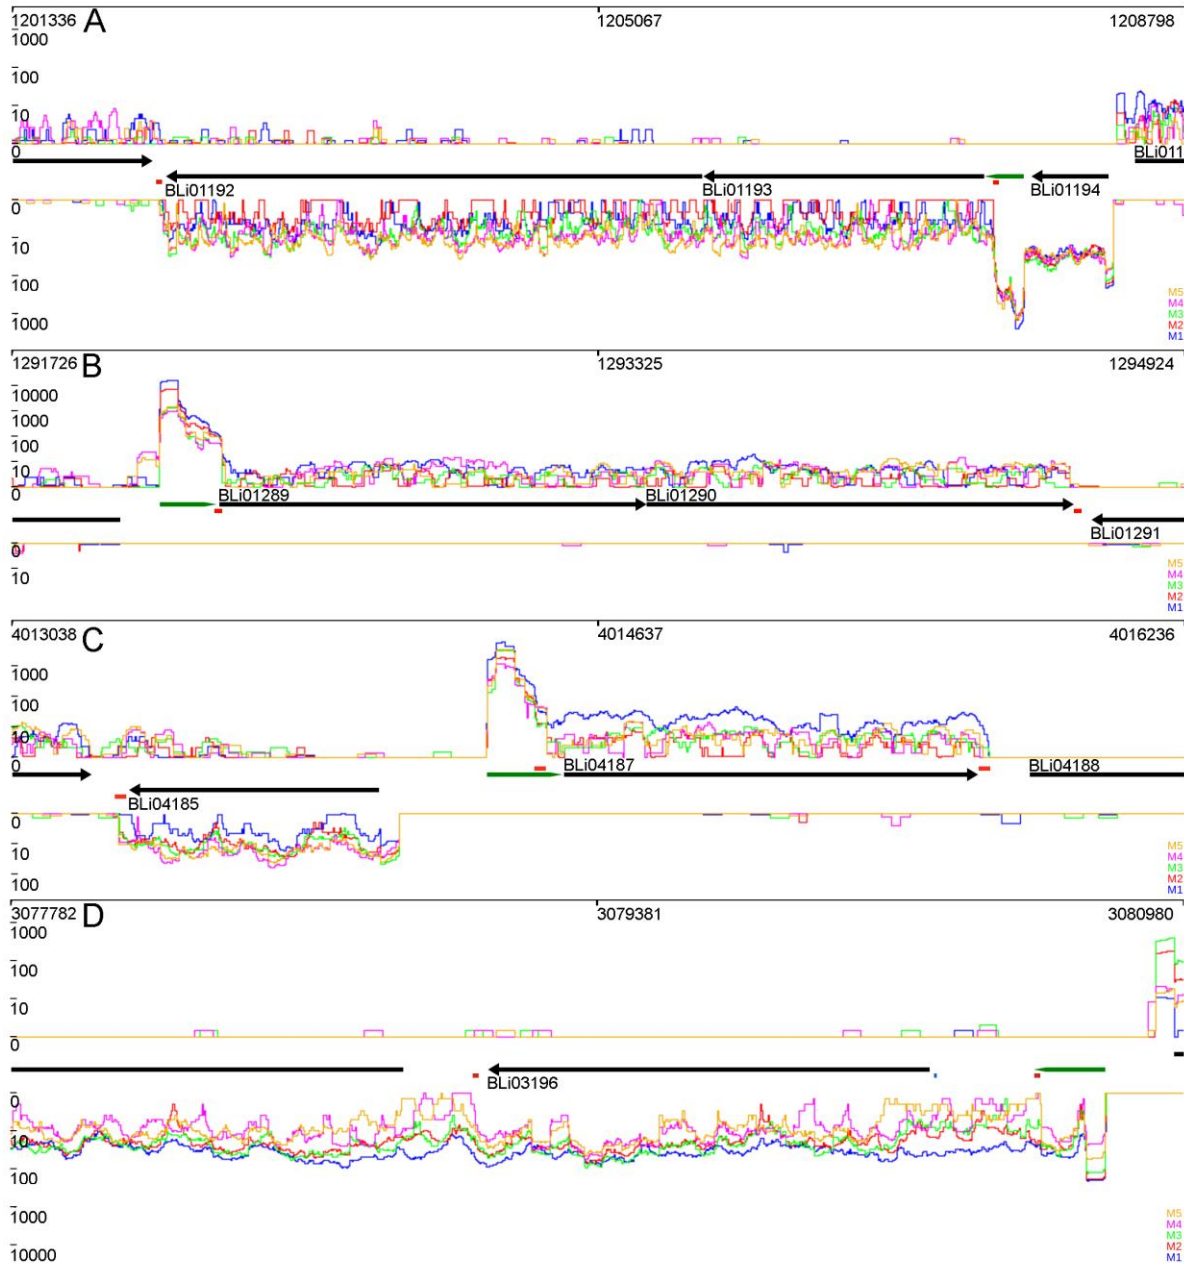 1201336 A 1205067 1208798
1000
100
10
0
BLi011
BLi01192 BLi01193 BLi01194
0
10
100
1000
M5
M4
M3
M2
M1
1291726 B 1293325 1294924
10000
1000
100
10
0
BLi01289 BLi01290
BLi01291
0
10
M5
M4
M3
M2
M1
4013038 C 4014637 4016236
1000
100
10
0
BLi04187 BLi04188
BLi04185
0
10
100
M5
M4
M3
M2
M1
3077782 D 3079381 3080980
1000
100
10
0
BLi03196
0
10
100
1000
10000
M5
M4
M3
M2
M1